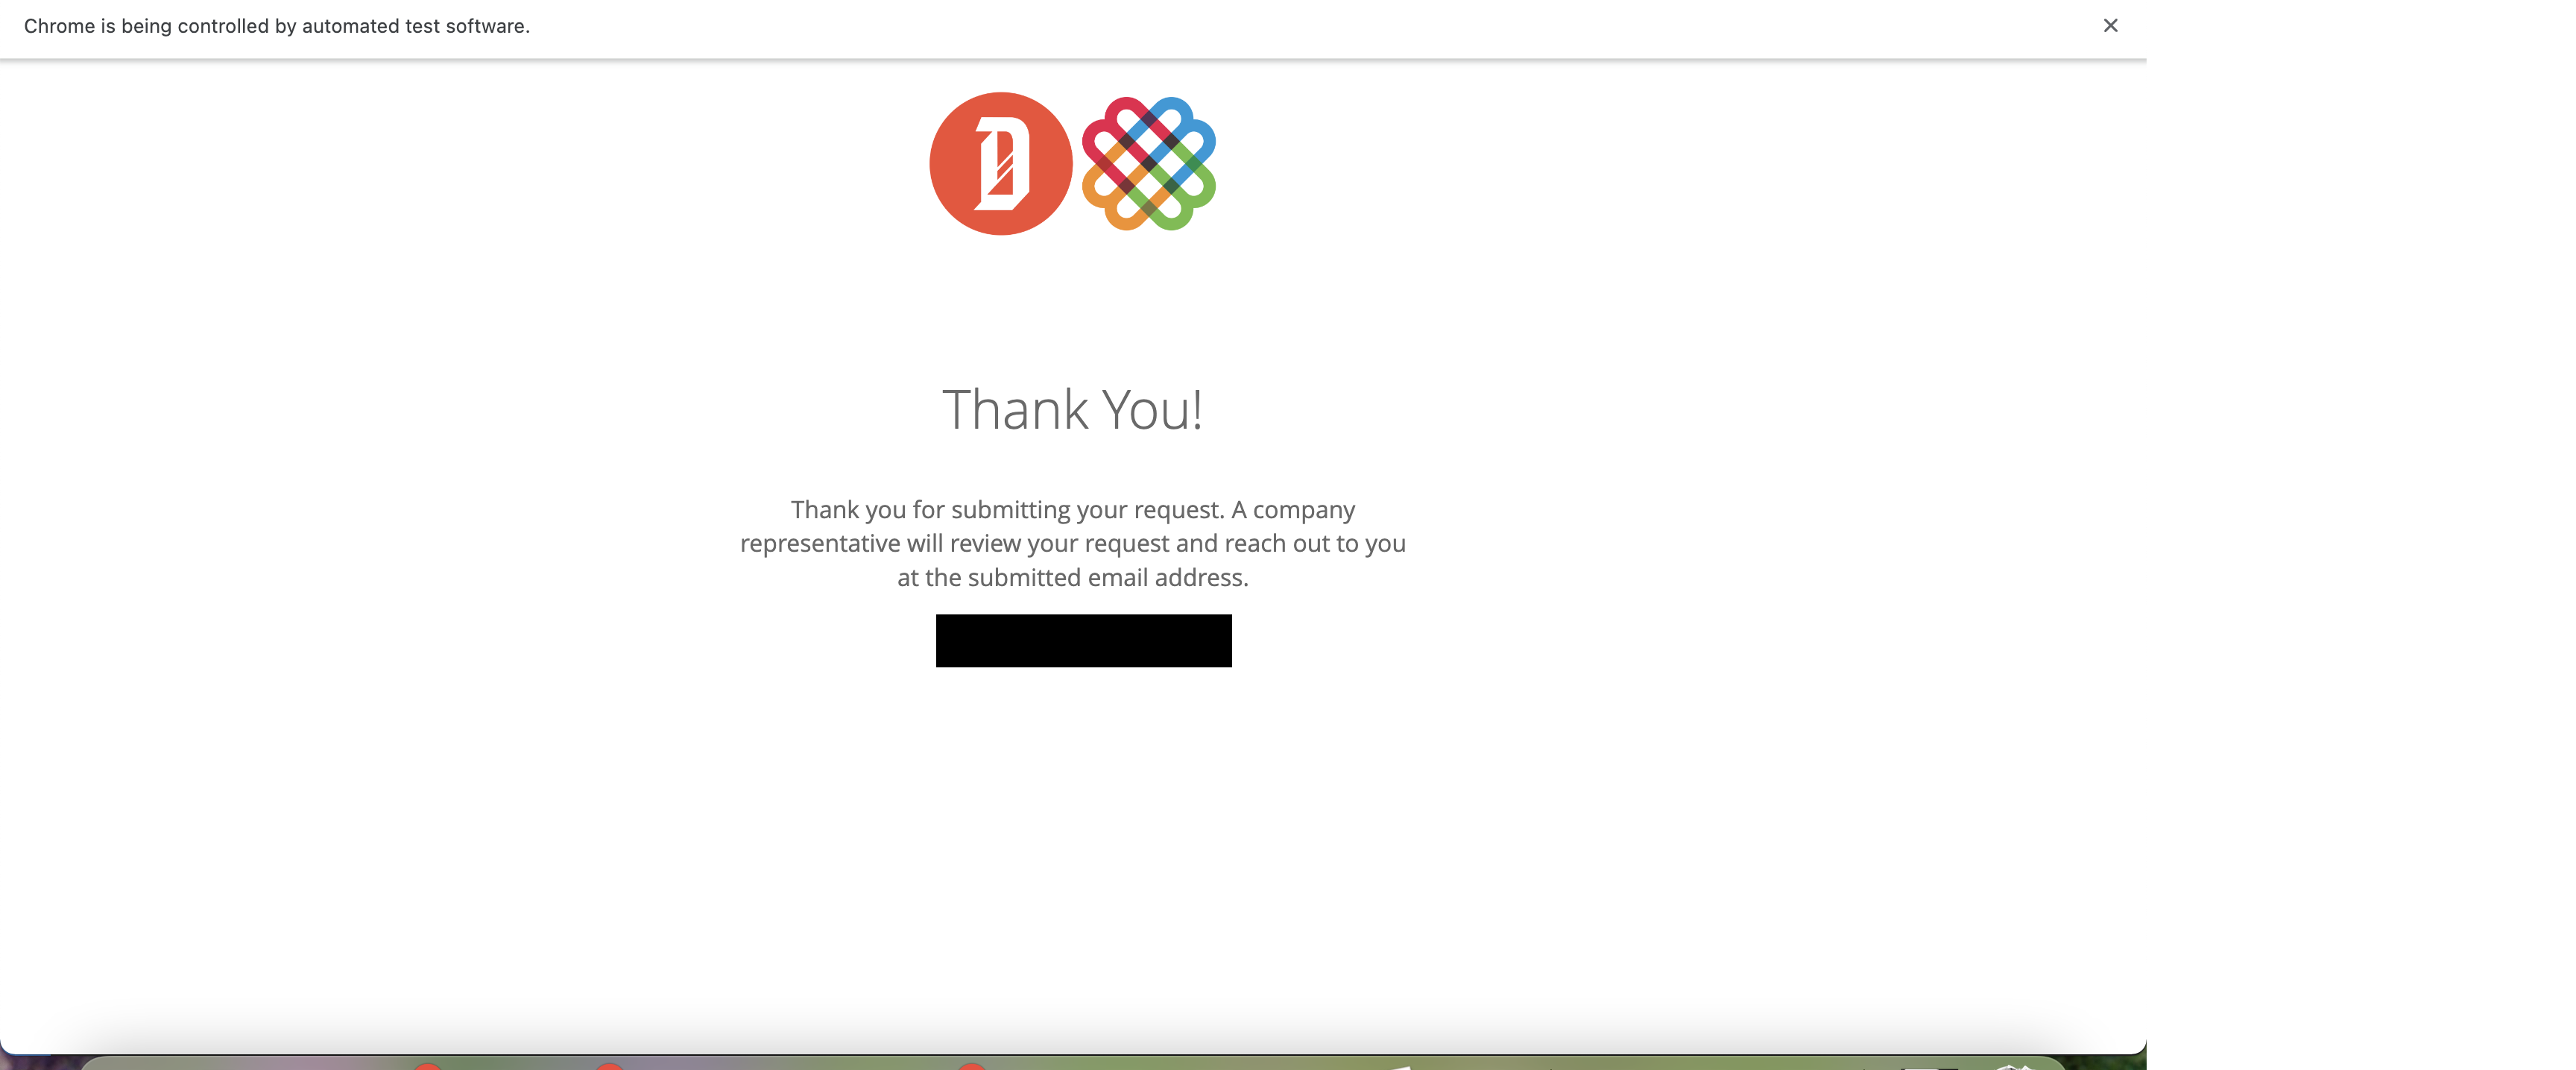 Chrome is being controlled by automated test software.
D
Thank You!
Thank you for submitting your request. A company
representative will review your request and reach out to you
at the submitted email address.